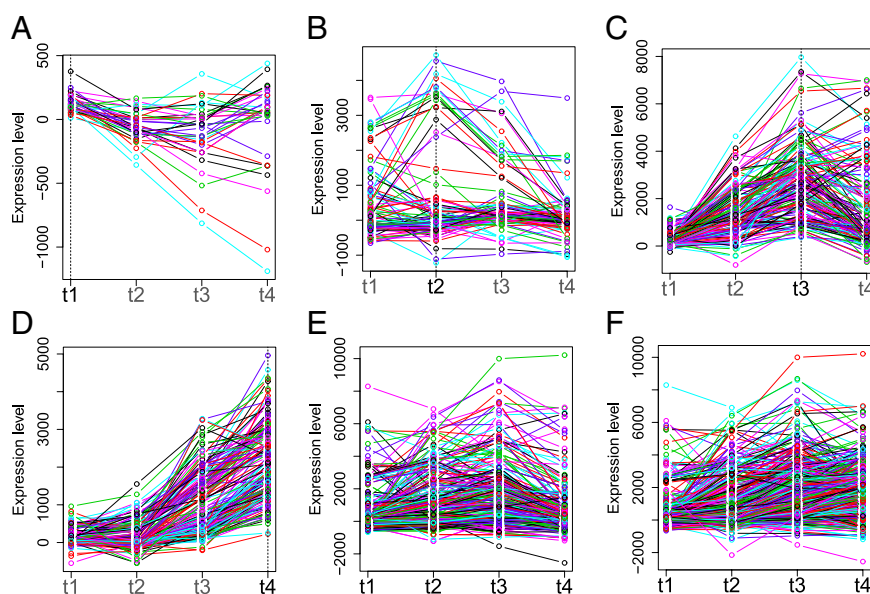 A
B
C
Expression level
500
0
-500
-1000
t1
t2
t3
t4
Expression level
3000
1000
-1000
t1
t2
t3
t4
Expression level
8000
6000
4000
2000
0
t1
t2
t3
t4
D
E
F
Expression level
5000
3000
1000
0
t1
t2
t3
t4
Expression level
10000
6000
2000
-2000
t1
t2
t3
t4
Expression level
10000
6000
2000
-2000
t1
t2
t3
t4